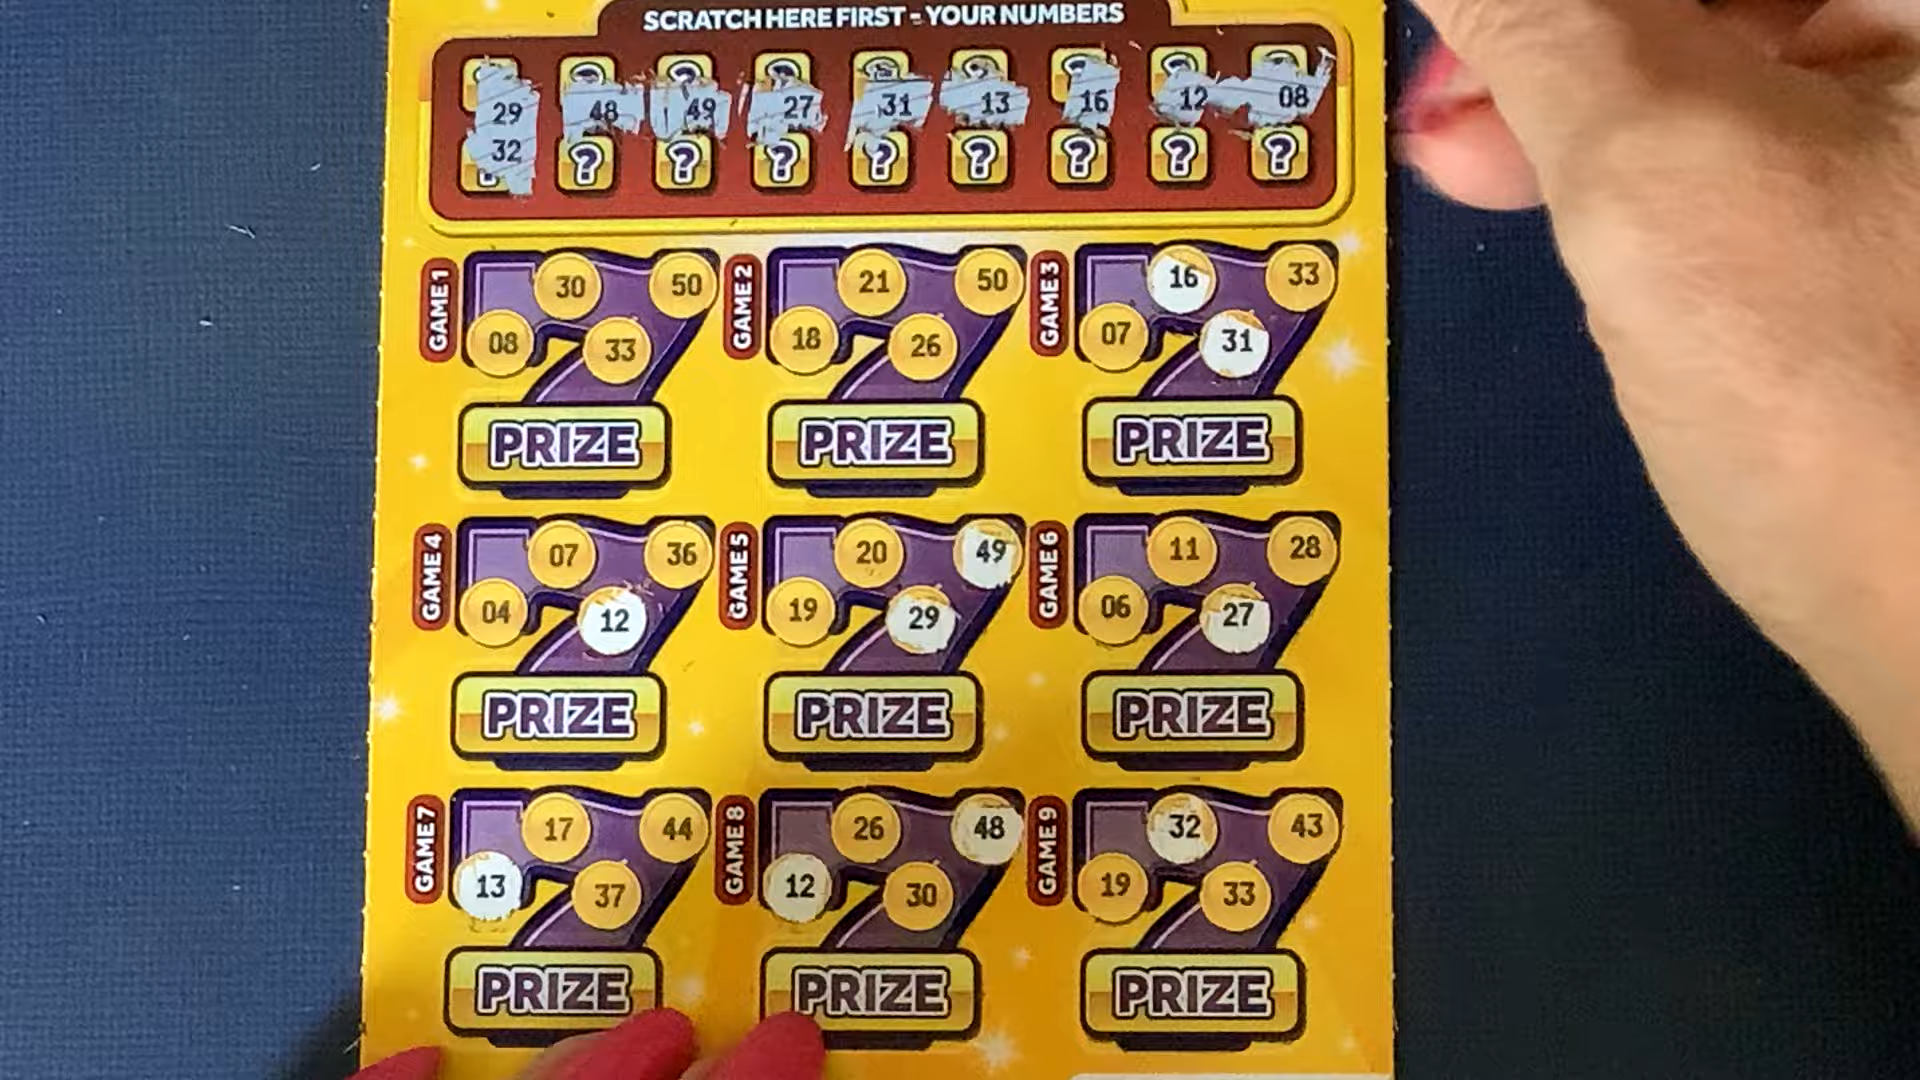 SCRATCH HERE FIRST - YOUR NUMBERS
29 48 49 27 31 13 16 12 08
32 ? ? ? ? ? ? ? ?
GAME 1
30 50
08 33
PRIZE
GAME 2
21 50
18 26
PRIZE
GAME 3
16 33
07 31
PRIZE
GAME 4
07 36
04 12
PRIZE
GAME 5
20 49
19 29
PRIZE
GAME 6
11 28
06 27
PRIZE
GAME 7
17 44
13 37
PRIZE
GAME 8
26 48
12 30
PRIZE
GAME 9
32 43
19 33
PRIZE